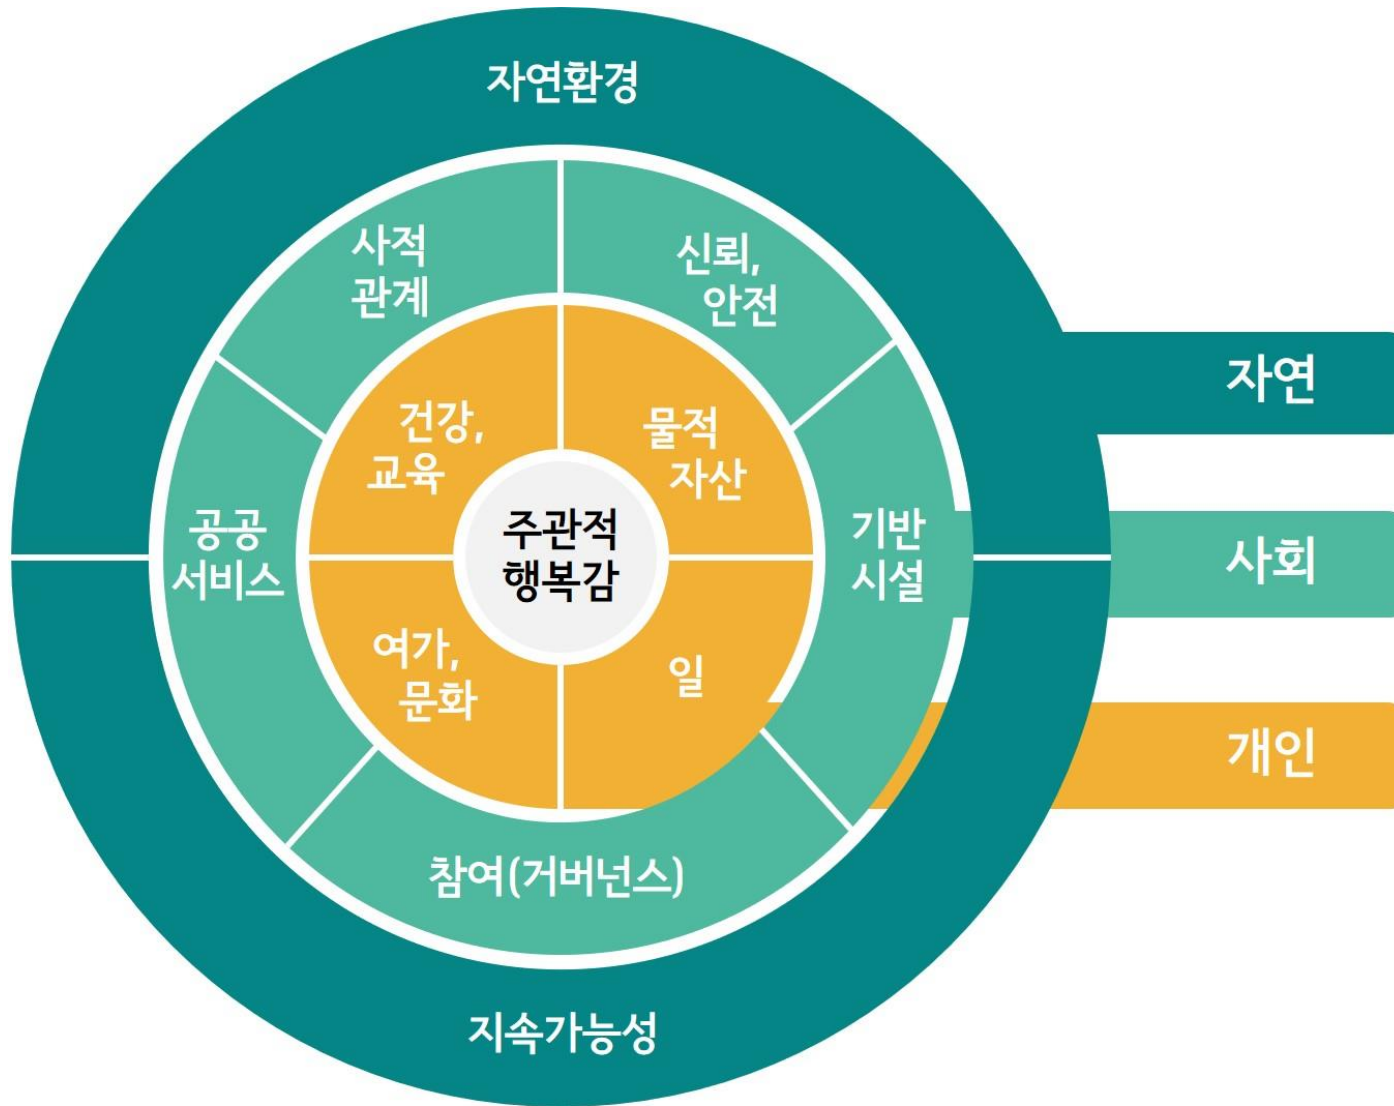 자연환경
사적
관계
신뢰,
안전
건강,
교육
물적
자산
공공
서비스
주관적
행복감
기반
시설
여가,
문화
일
참여(거버넌스)
지속가능성
자연
사회
개인